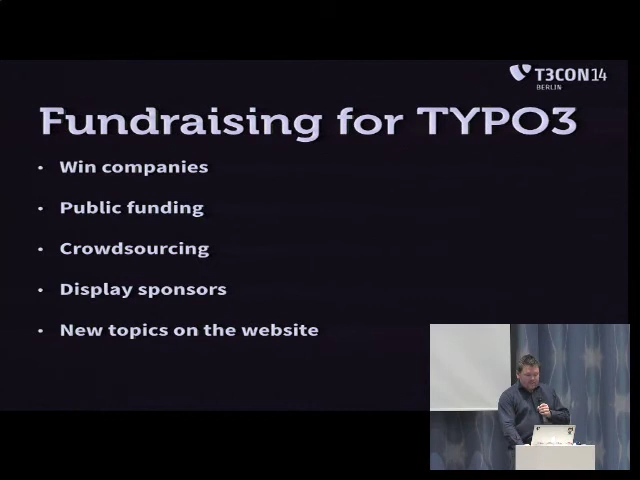 T3CON14
BERLIN
Fundraising for TYPO3
• Win companies
• Public funding
• Crowdsourcing
• Display sponsors
• New topics on the website